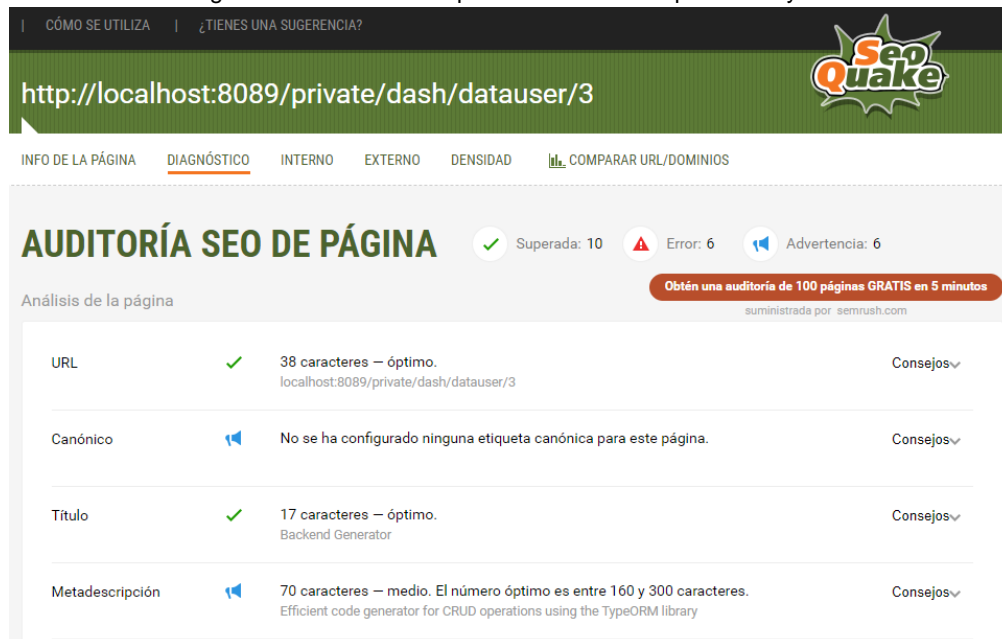 | CÓMO SE UTILIZA | ¿TIENES UNA SUGERENCIA?
Seo Quake
http://localhost:8089/private/dash/datauser/3
INFO DE LA PÁGINA DIAGNÓSTICO INTERNO EXTERNO DENSIDAD COMPARAR URL/DOMINIOS
AUDITORÍA SEO DE PÁGINA Superada: 10 Error: 6 Advertencia: 6
Obtén una auditoría de 100 páginas GRATIS en 5 minutos
Análisis de la página
suministrada por semrush.com
URL 38 caracteres — óptimo. Consejos
localhost:8089/private/dash/datauser/3
Canónico No se ha configurado ninguna etiqueta canónica para este página. Consejos
Título 17 caracteres — óptimo. Consejos
Backend Generator
Metadescripción 70 caracteres — medio. El número óptimo es entre 160 y 300 caracteres. Consejos
Efficient code generator for CRUD operations using the TypeORM library